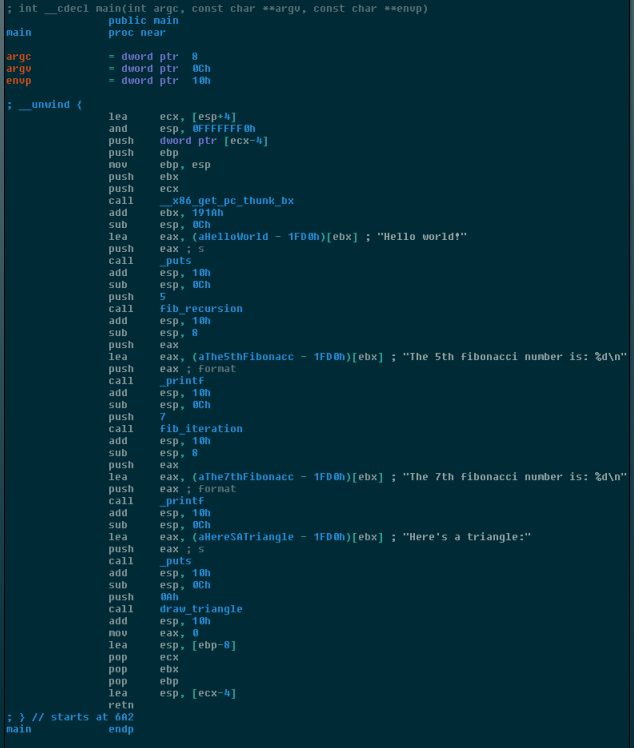 ; int __cdecl main(int argc, const char **argv, const char **envp)
public main
main proc near
argc = dword ptr 8
argv = dword ptr 0Ch
envp = dword ptr 10h
; __unwind {
lea ecx, [esp+4]
and esp, 0FFFFFFF0h
push dword ptr [ecx-4]
push ebp
mov ebp, esp
push ebx
push ecx
call __x86_get_pc_thunk_bx
add ebx, 191Ah
sub esp, 0Ch
lea eax, (aHelloWorld - 1FD0h)[ebx] ; "Hello world!"
push eax ; s
call _puts
add esp, 10h
sub esp, 0Ch
push 5
call fib_recursion
add esp, 10h
sub esp, 8
push eax
lea eax, (aThe5thFibonacc - 1FD0h)[ebx] ; "The 5th fibonacci number is: %d\n"
push eax ; format
call _printf
add esp, 10h
sub esp, 0Ch
push 7
call fib_iteration
add esp, 10h
sub esp, 8
push eax
lea eax, (aThe7thFibonacc - 1FD0h)[ebx] ; "The 7th fibonacci number is: %d\n"
push eax ; format
call _printf
add esp, 10h
sub esp, 0Ch
lea eax, (aHereSATriangle - 1FD0h)[ebx] ; "Here's a triangle:"
push eax ; s
call _puts
add esp, 10h
sub esp, 0Ch
push 0Ah
call draw_triangle
add esp, 10h
mov eax, 0
lea esp, [ebp-8]
pop ecx
pop ebx
pop ebp
lea esp, [ecx-4]
retn
; } // starts at 6A2
main endp